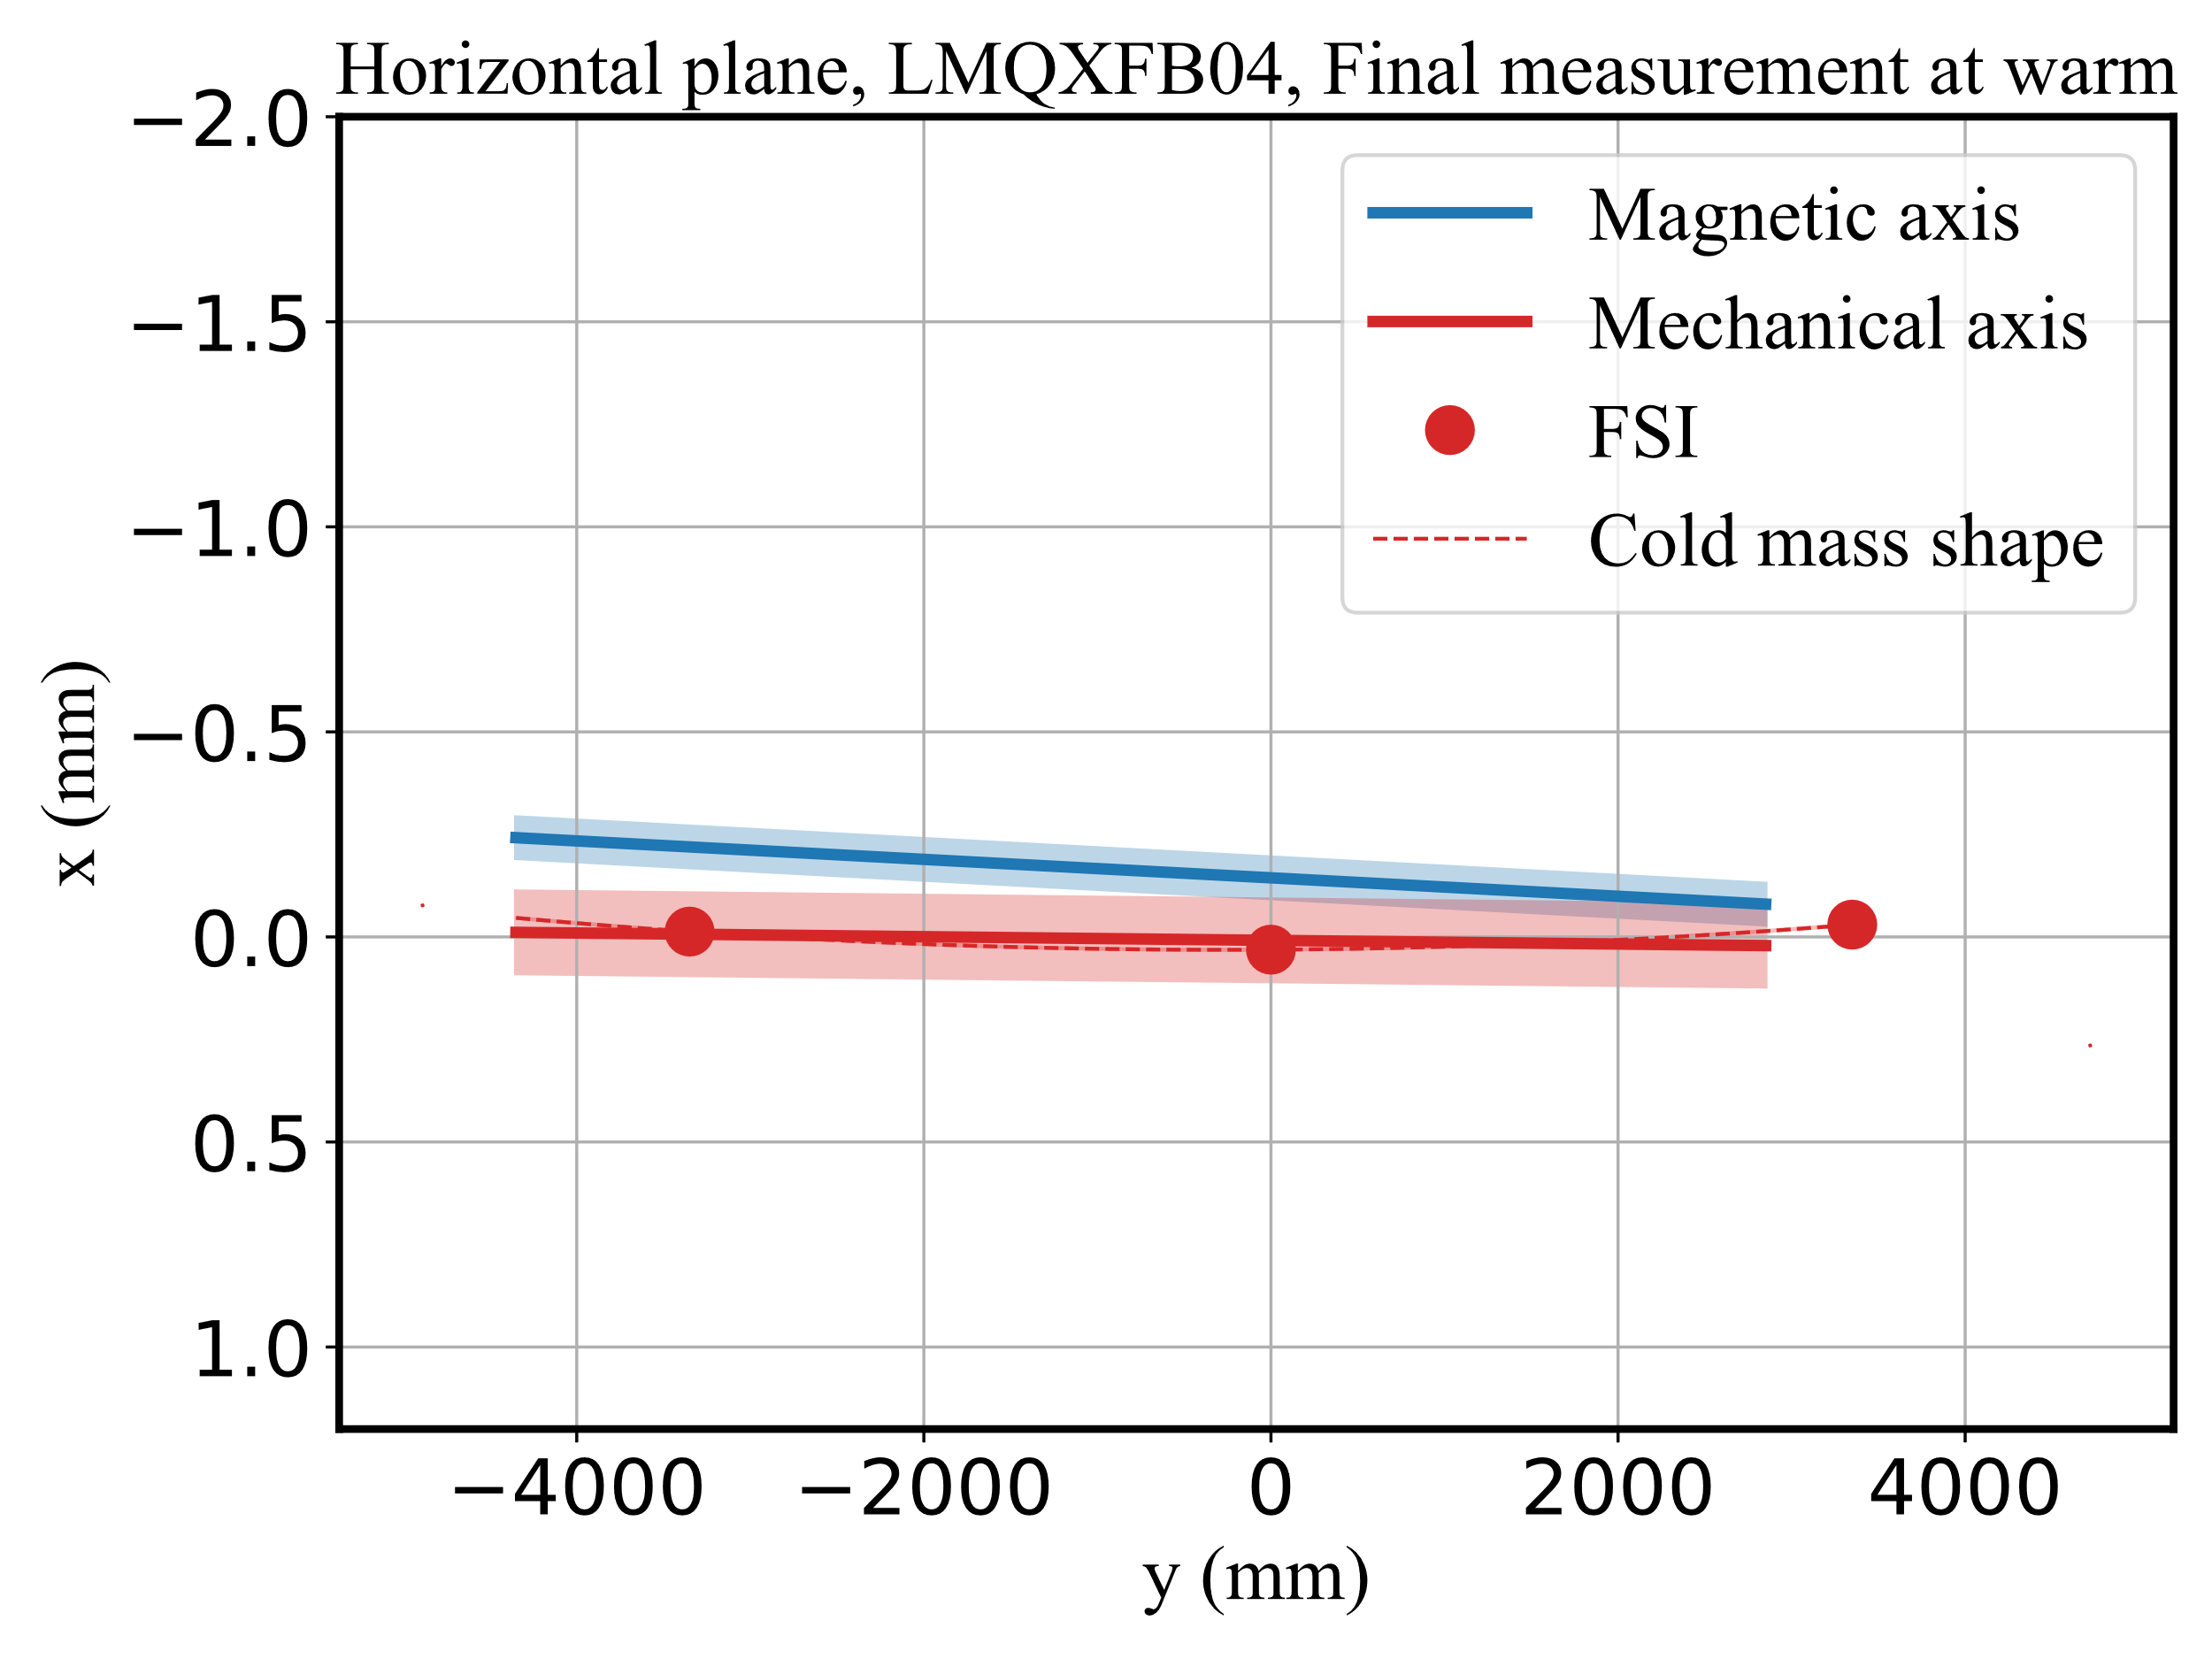 Horizontal plane, LMQXFB04, Final mesurement at warm
−2.0
−1.5
−1.0
−0.5
0.0
0.5
1.0
x (mm)
Magnetic axis
Mechanical axis
FSI
Cold mass shape
−4000 −2000 0 2000 4000
y (mm)